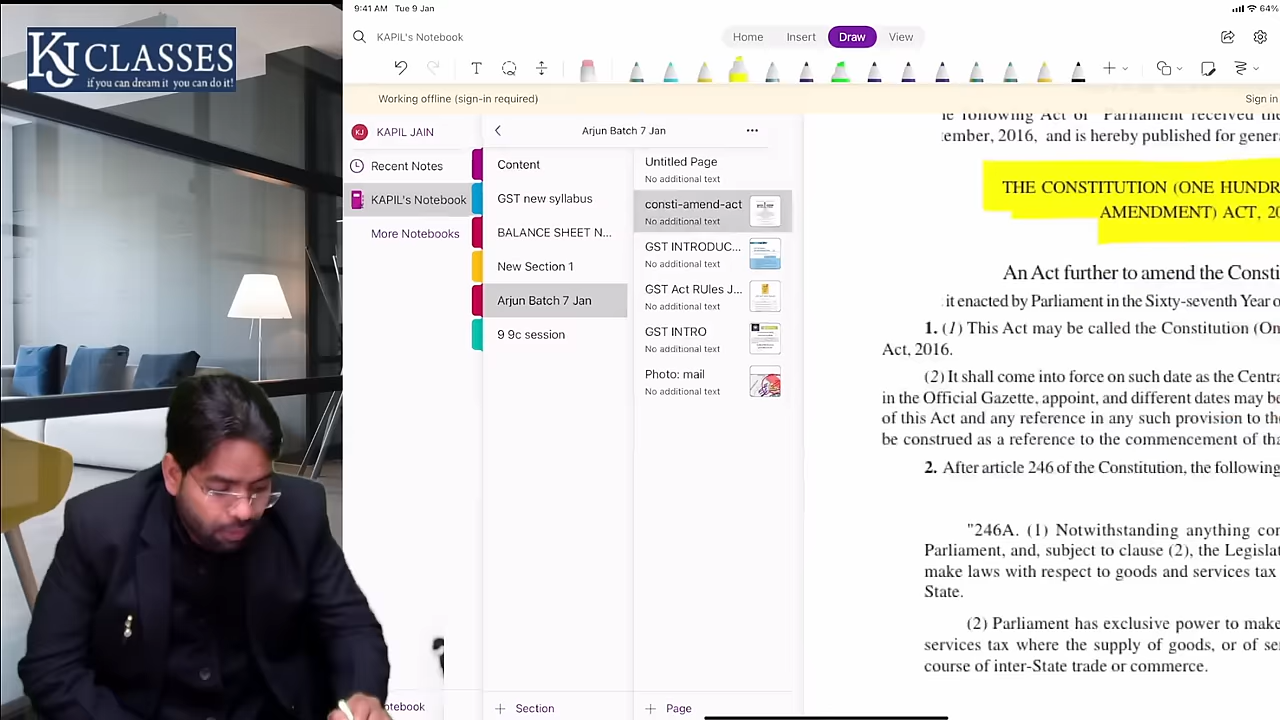 KJ CLASSES
if you can dream it you can do it!
9:41 AM Tue 9 Jan
64%
KAPIL's Notebook
Home
Insert
Draw
View
Working offline (sign-in required)
Sign in
KJ
KAPIL JAIN
Recent Notes
KAPIL's Notebook
More Notebooks
otebook
Arjun Batch 7 Jan
Content
GST new syllabus
BALANCE SHEET N...
New Section 1
Arjun Batch 7 Jan
9 9c session
Section
Untitled Page
No additional text
consti-amend-act
No additional text
GST INTRODUC...
No additional text
GST Act RUles J...
No additional text
GST INTRO
No additional text
Photo: mail
No additional text
Page
following Act of Parliament received the
ember, 2016, and is hereby published for gener
THE CONSTITUTION (ONE HUNDR
AMENDMENT) ACT, 20
An Act further to amend the Consti
it enacted by Parliament in the Sixty-seventh Year o
1. (1) This Act may be called the Constitution (On
Act, 2016.
(2) It shall come into force on such date as the Centra
in the Official Gazette, appoint, and different dates may be
of this Act and any reference in any such provision to the
be construed as a reference to the commencement of tha
2. After article 246 of the Constitution, the following
"246A. (1) Notwithstanding anything con
Parliament, and, subject to clause (2), the Legislat
make laws with respect to goods and services tax
State.
(2) Parliament has exclusive power to make
services tax where the supply of goods, or of se
course of inter-State trade or commerce.